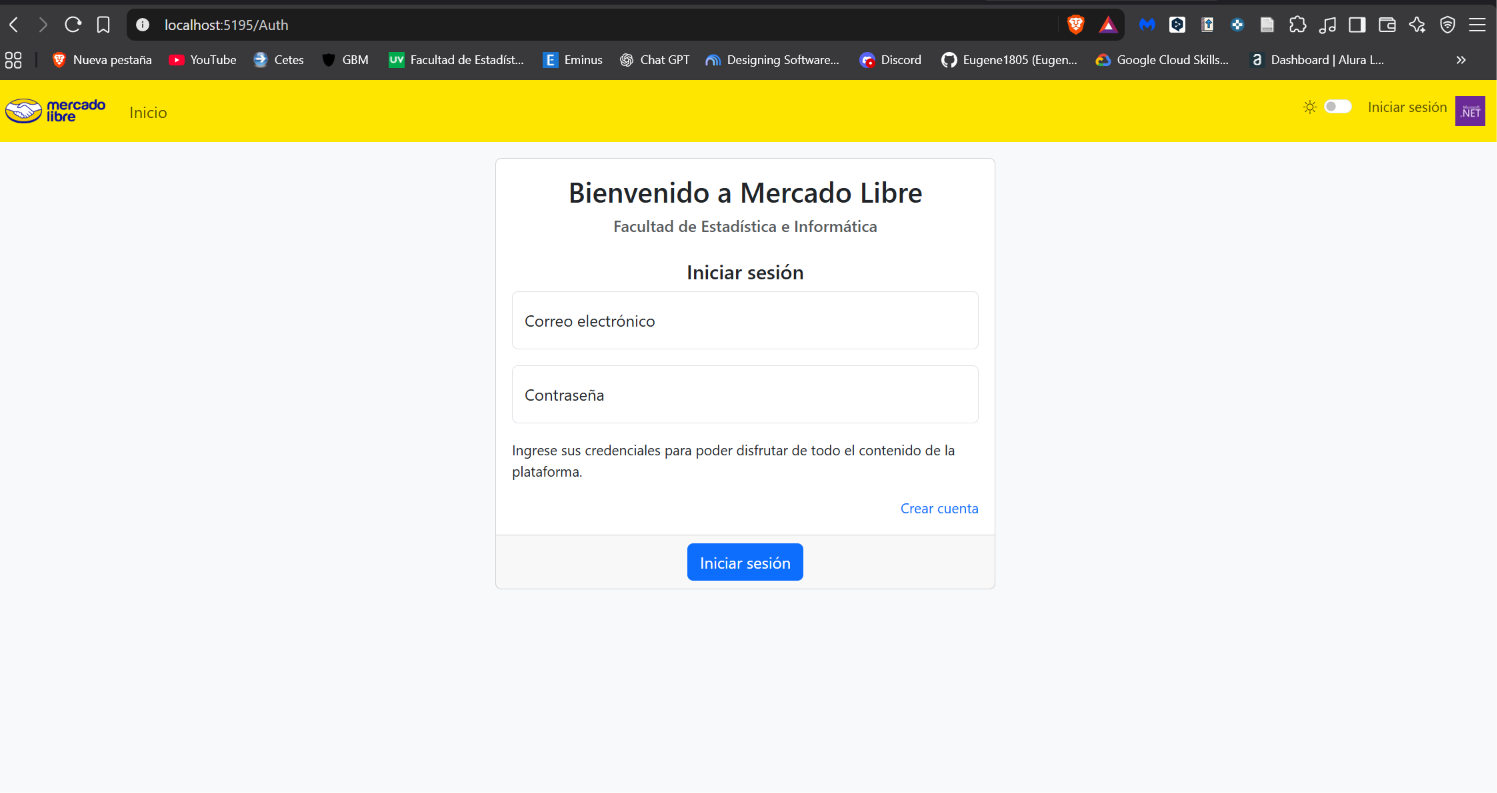 localhost:5195/Auth
Nueva pestaña YouTube Cetes GBM UV Facultad de Estadíst... E Eminus Chat GPT Designing Software... Discord Eugene1805 (Eugen... Google Cloud Skills... a Dashboard | Alura L... »
mercado
libre
Inicio
Iniciar sesión
.NET
Bienvenido a Mercado Libre
Facultad de Estadística e Informática
Iniciar sesión
Correo electrónico
Contraseña
Ingrese sus credenciales para poder disfrutar de todo el contenido de la
plataforma.
Crear cuenta
Iniciar sesión